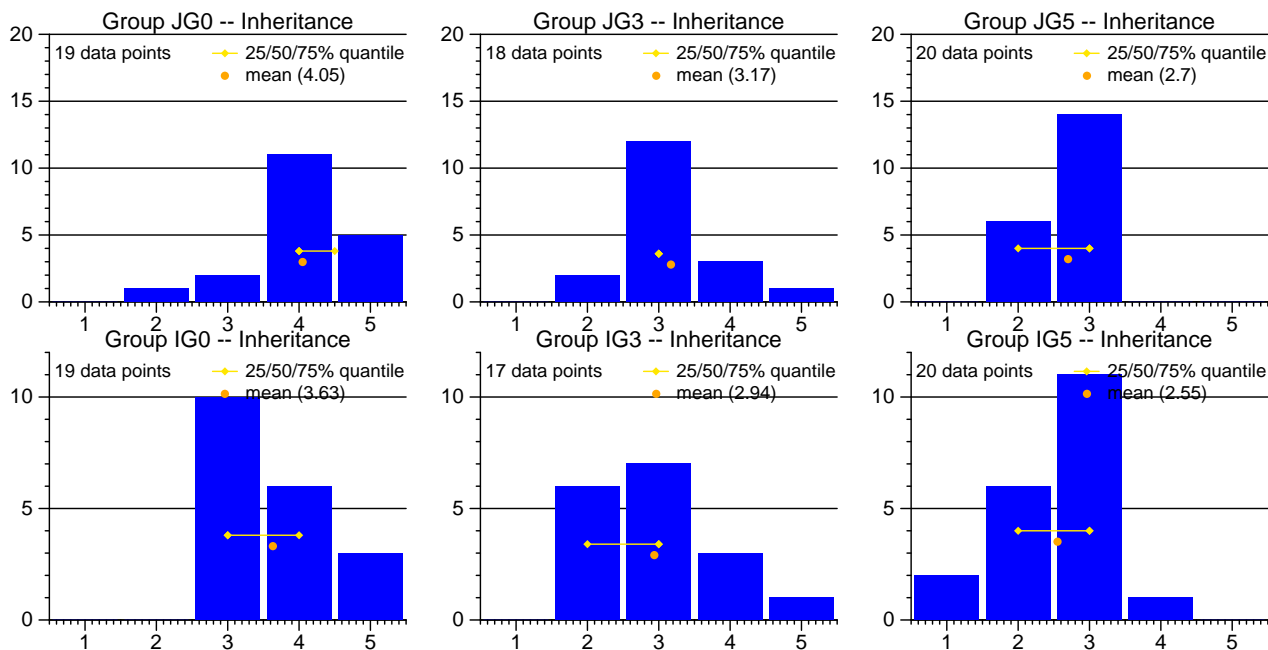 Group JG0 -- Inheritance
20
15
10
5
0
19 data points
25/50/75% quantile
mean (4.05)
1 2 3 4 5
Group JG3 -- Inheritance
20
15
10
5
0
18 data points
25/50/75% quantile
mean (3.17)
1 2 3 4 5
Group JG5 -- Inheritance
20
15
10
5
0
20 data points
25/50/75% quantile
mean (2.7)
1 2 3 4 5
Group IG0 -- Inheritance
10
5
0
19 data points
25/50/75% quantile
mean (3.63)
1 2 3 4 5
Group IG3 -- Inheritance
10
5
0
17 data points
25/50/75% quantile
mean (2.94)
1 2 3 4 5
Group IG5 -- Inheritance
10
5
0
20 data points
25/50/75% quantile
mean (2.55)
1 2 3 4 5